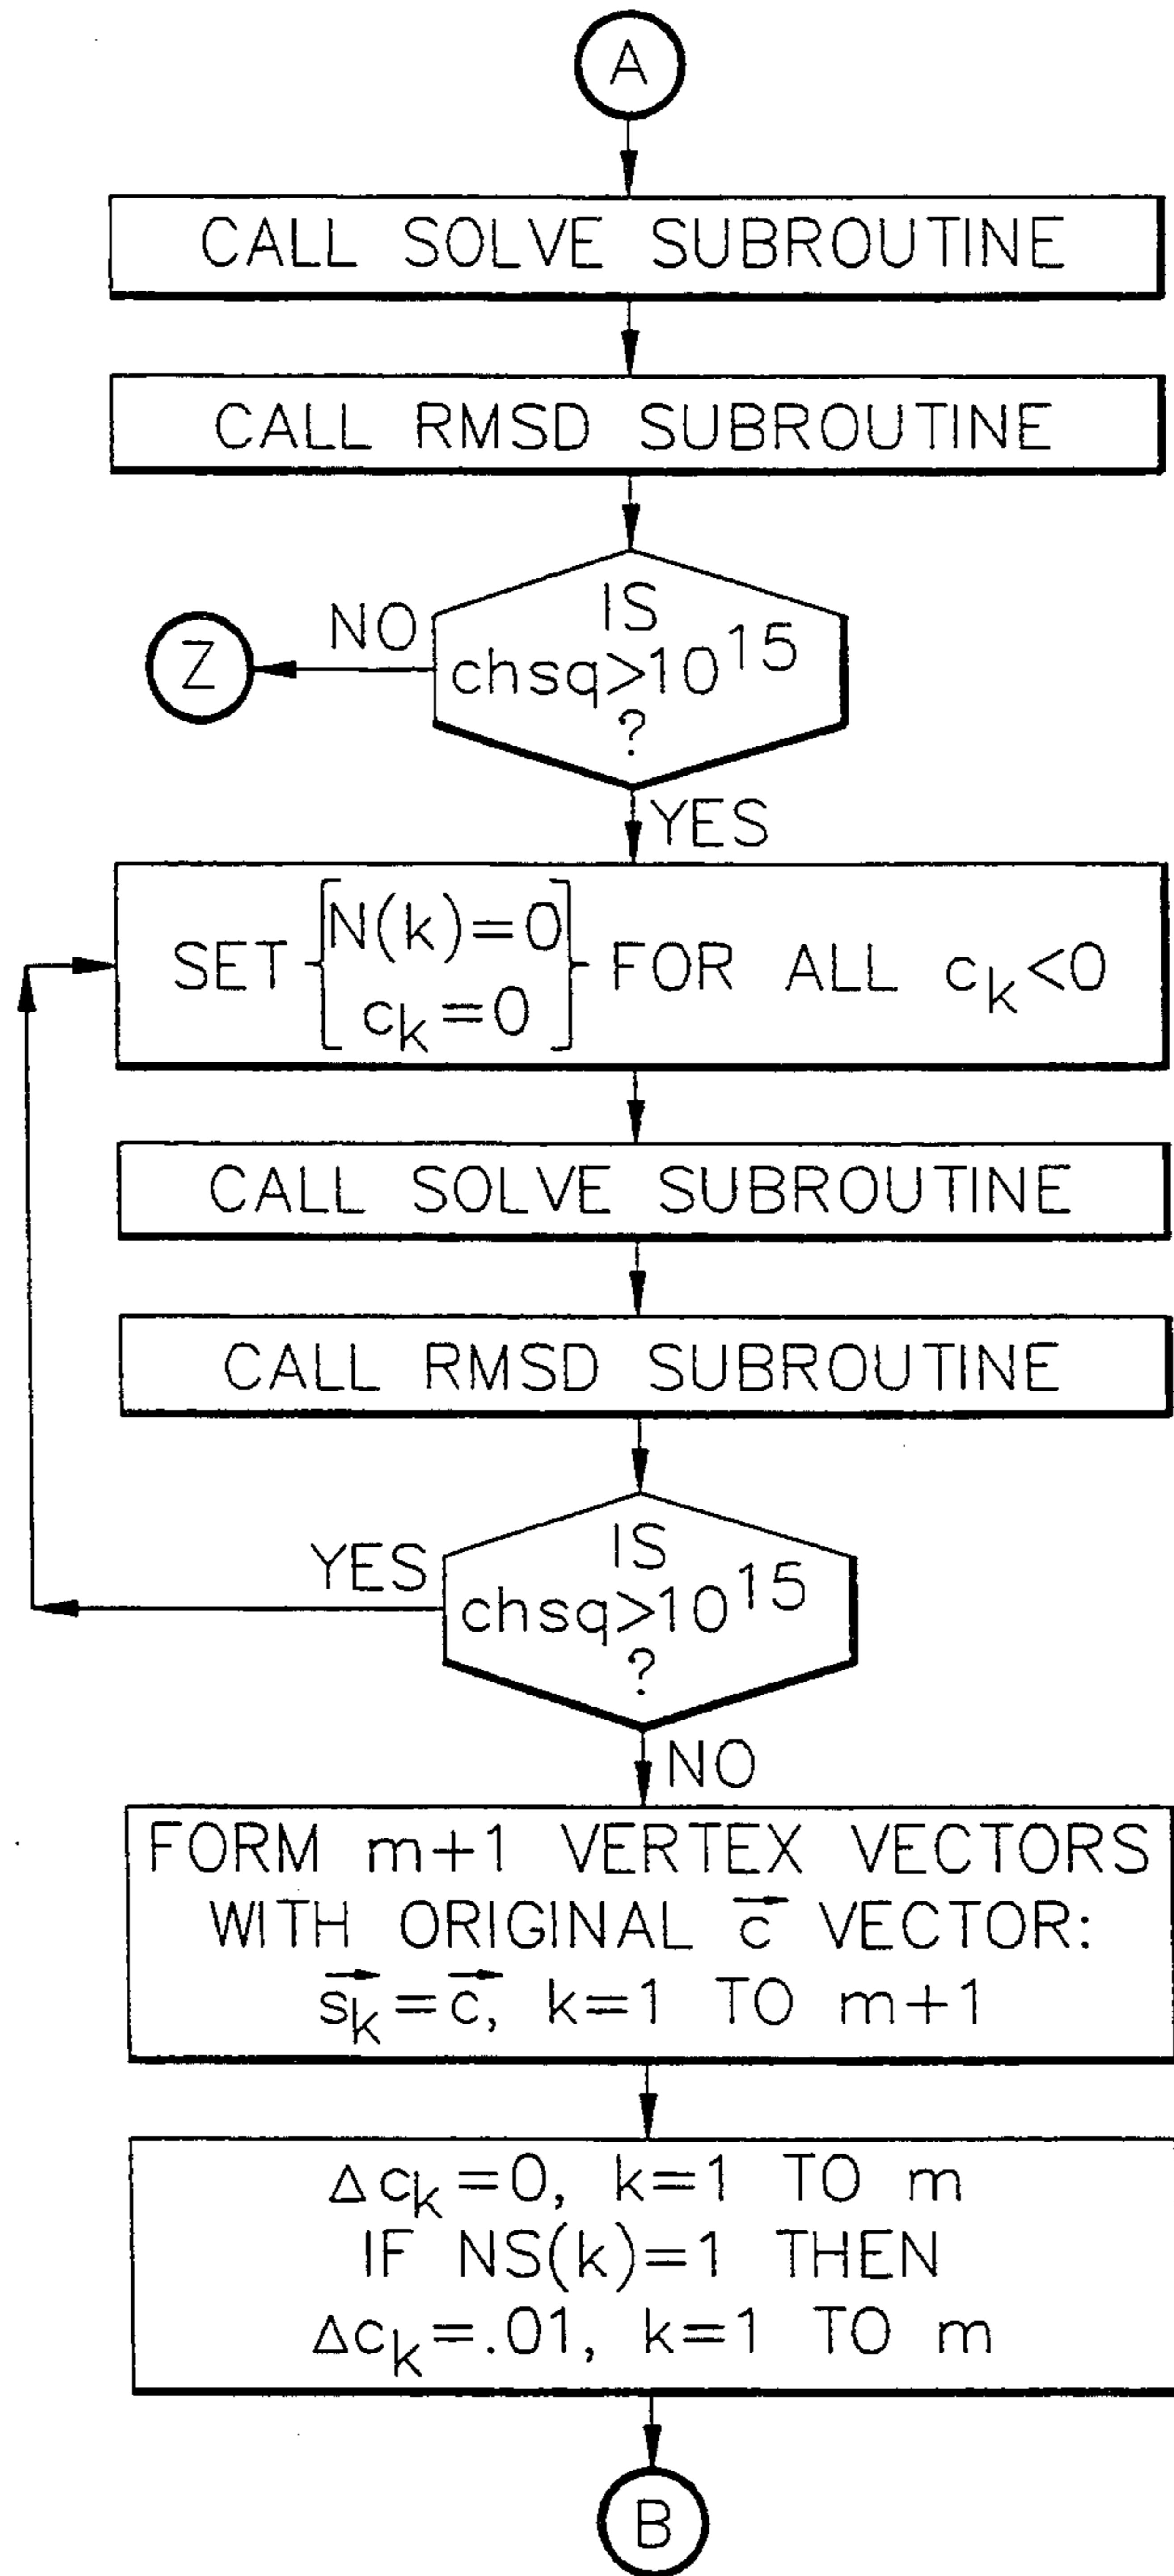 A
CALL SOLVE SUBROUTINE
CALL RMSD SUBROUTINE
IS
chsq>10^15
?
NO
Z
YES
SET {N(k)=0
c_k=0} FOR ALL c_k<0
CALL SOLVE SUBROUTINE
CALL RMSD SUBROUTINE
IS
chsq>10^15
?
YES
NO
FORM m+1 VERTEX VECTORS
WITH ORIGINAL c⃗ VECTOR:
s⃗_k=c⃗, k=1 TO m+1
Δc_k=0, k=1 TO m
IF NS(k)=1 THEN
Δc_k=.01, k=1 TO m
B